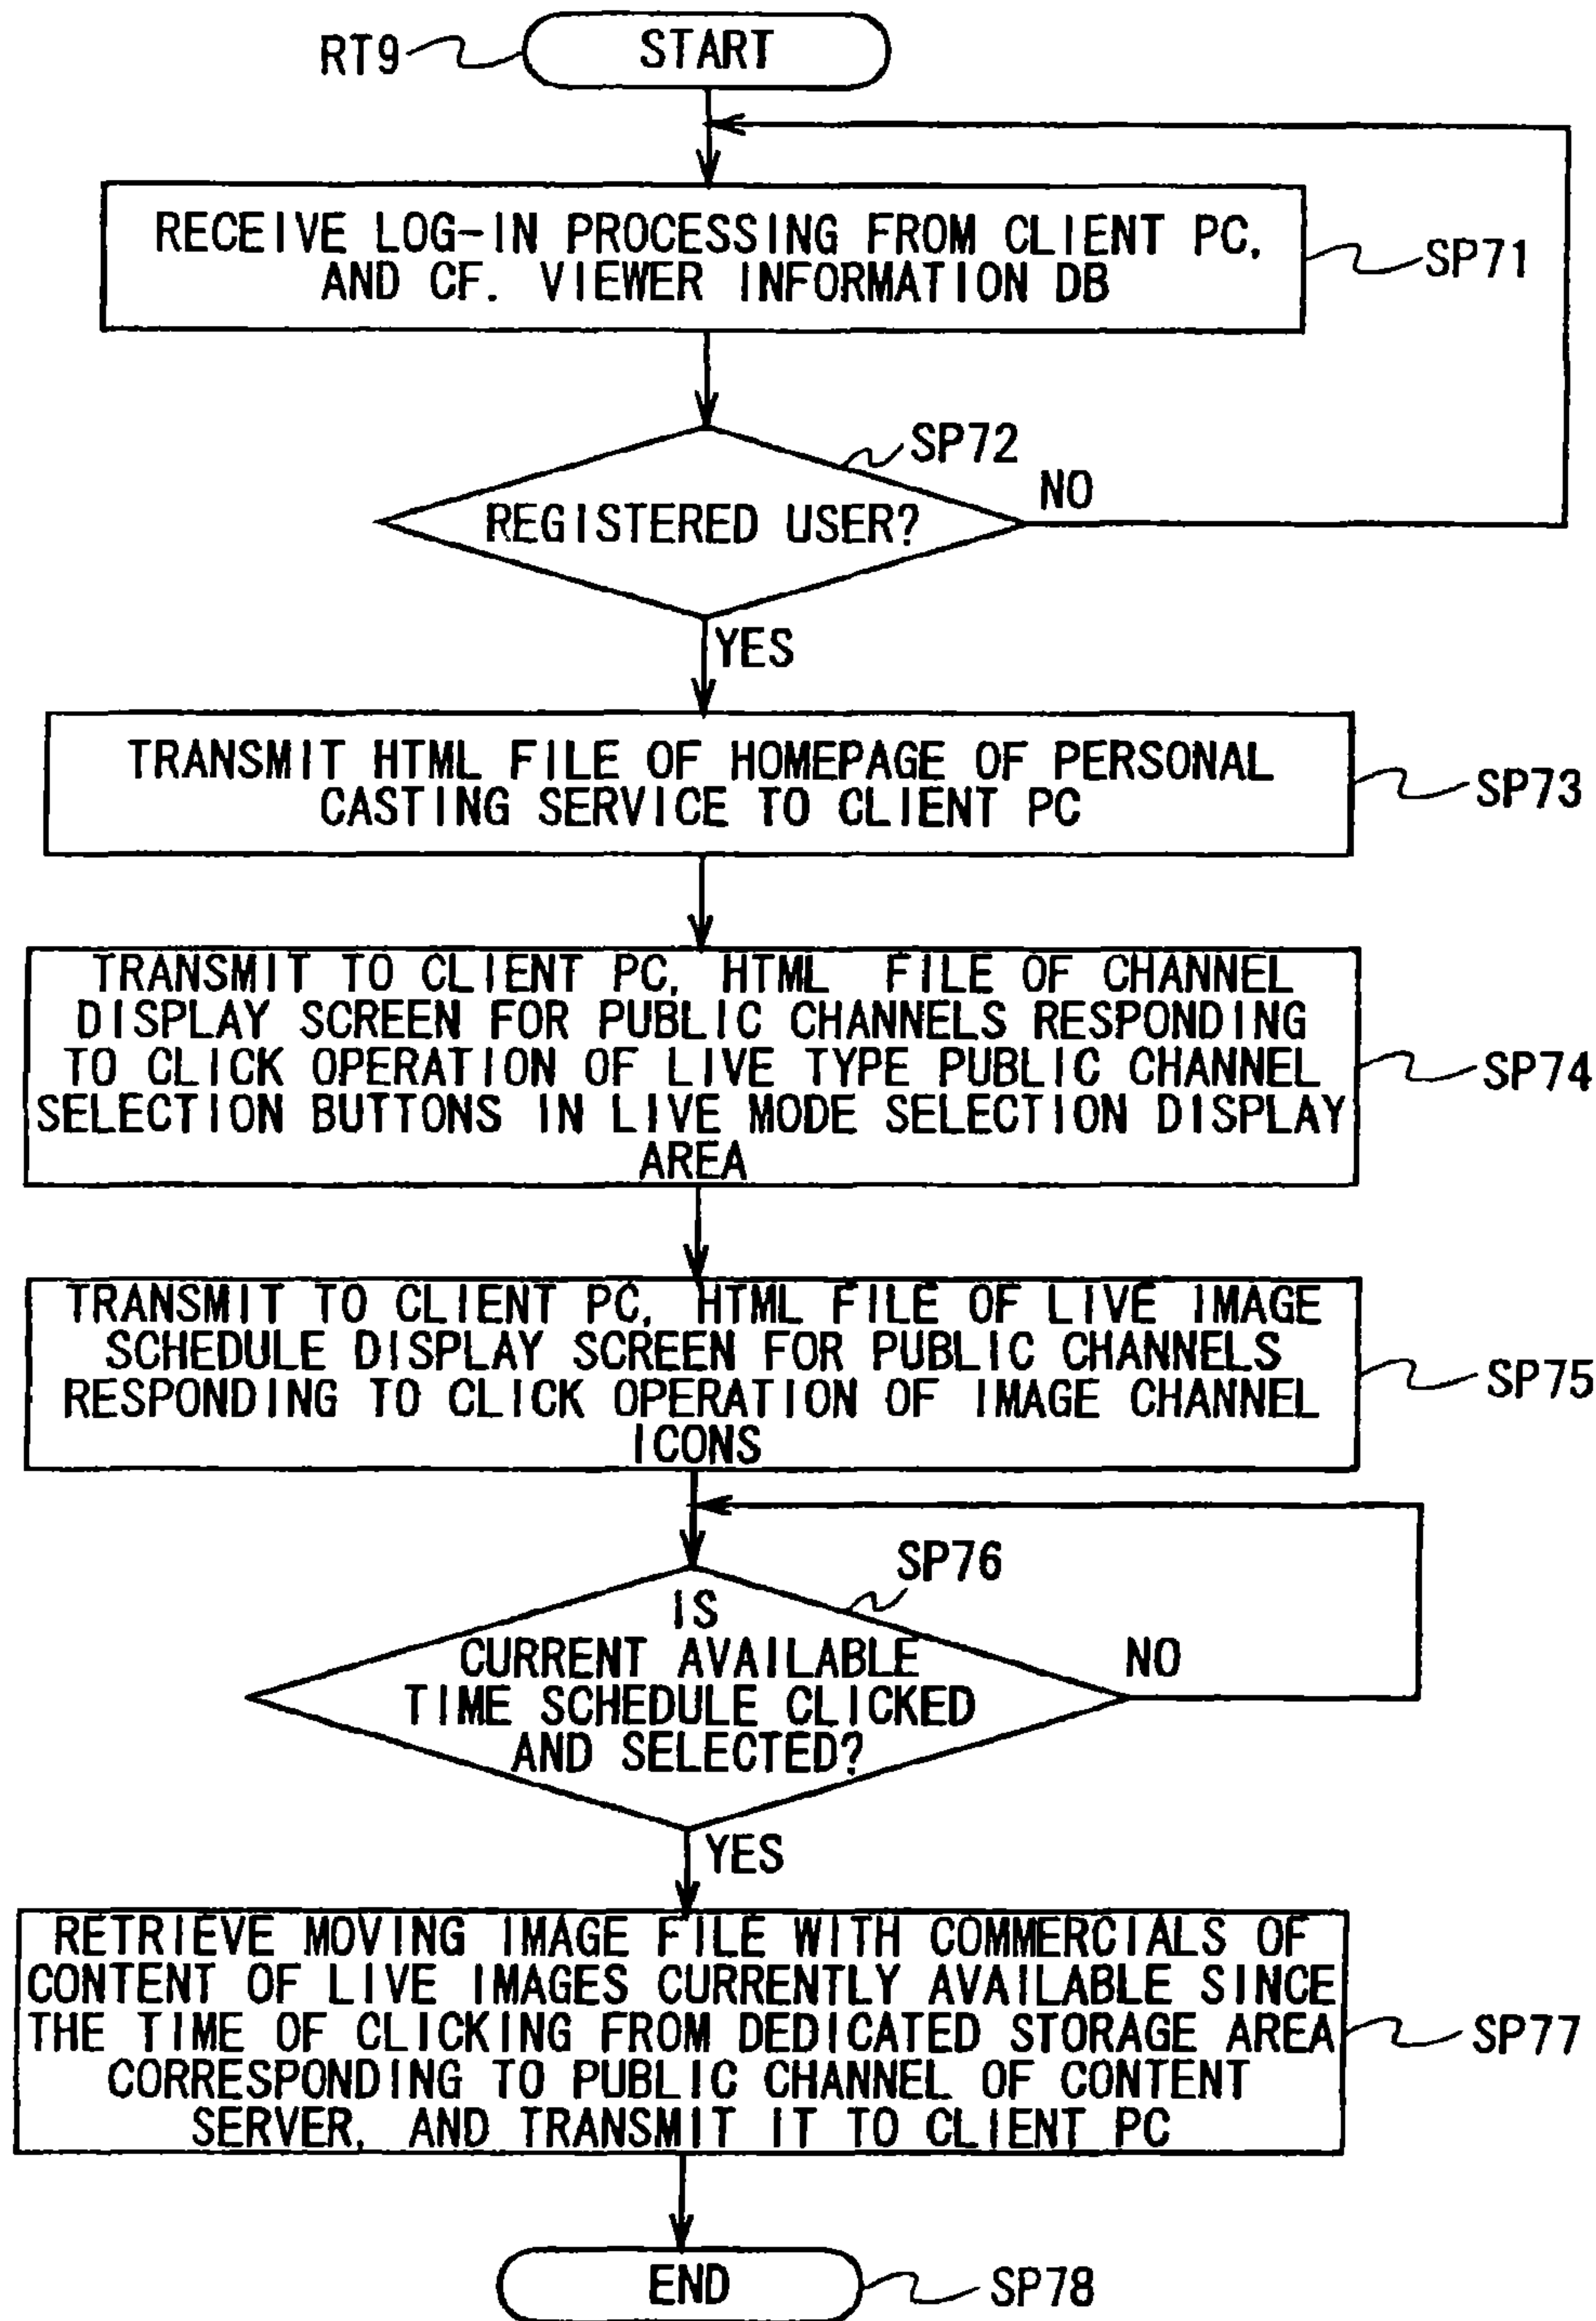 RT9
START
RECEIVE LOG-IN PROCESSING FROM CLIENT PC,
AND CF. VIEWER INFORMATION DB
SP71
SP72
REGISTERED USER?
NO
YES
TRANSMIT HTML FILE OF HOMEPAGE OF PERSONAL
CASTING SERVICE TO CLIENT PC
SP73
TRANSMIT TO CLIENT PC, HTML FILE OF CHANNEL
DISPLAY SCREEN FOR PUBLIC CHANNELS RESPONDING
TO CLICK OPERATION OF LIVE TYPE PUBLIC CHANNEL
SELECTION BUTTONS IN LIVE MODE SELECTION DISPLAY
AREA
SP74
TRANSMIT TO CLIENT PC, HTML FILE OF LIVE IMAGE
SCHEDULE DISPLAY SCREEN FOR PUBLIC CHANNELS
RESPONDING TO CLICK OPERATION OF IMAGE CHANNEL
ICONS
SP75
SP76
IS
CURRENT AVAILABLE
TIME SCHEDULE CLICKED
AND SELECTED?
NO
YES
RETRIEVE MOVING IMAGE FILE WITH COMMERCIALS OF
CONTENT OF LIVE IMAGES CURRENTLY AVAILABLE SINCE
THE TIME OF CLICKING FROM DEDICATED STORAGE AREA
CORRESPONDING TO PUBLIC CHANNEL OF CONTENT
SERVER, AND TRANSMIT IT TO CLIENT PC
SP77
END
SP78